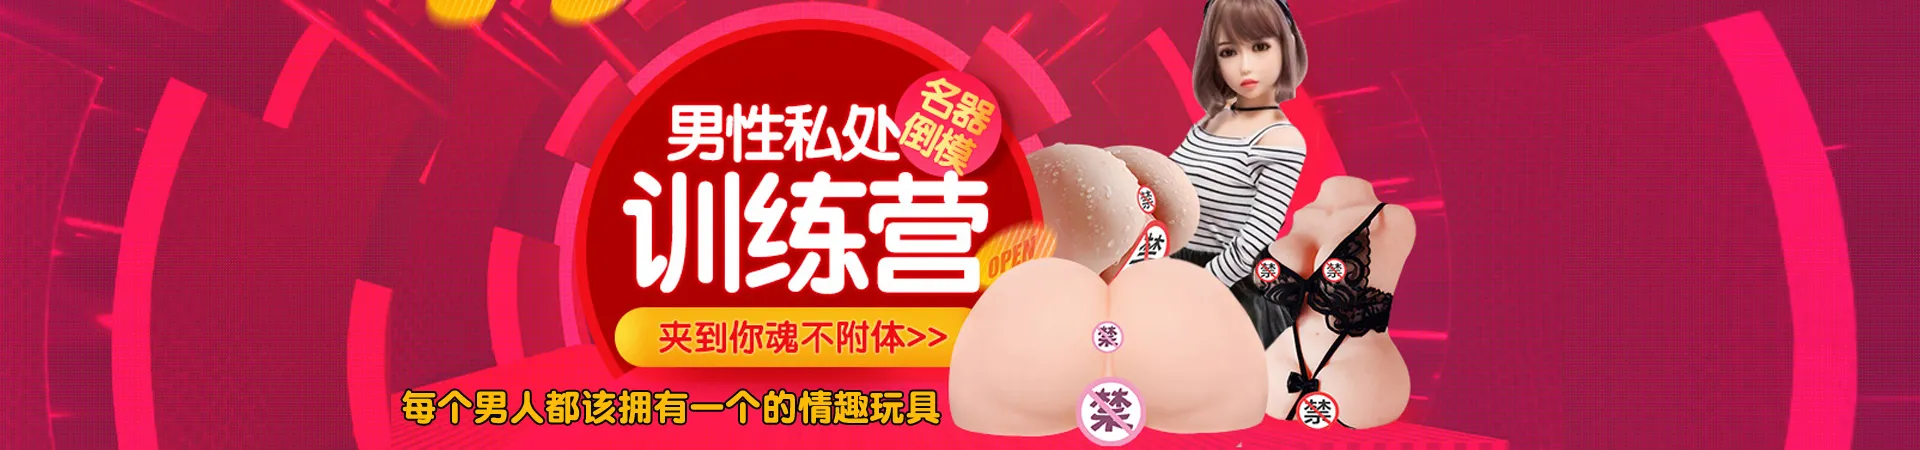 男性私处
名器
倒模
训练营
OPEN
夹到你魂不附体>>
每个男人都该拥有一个的情趣玩具
禁
禁
禁
禁
禁
禁
禁